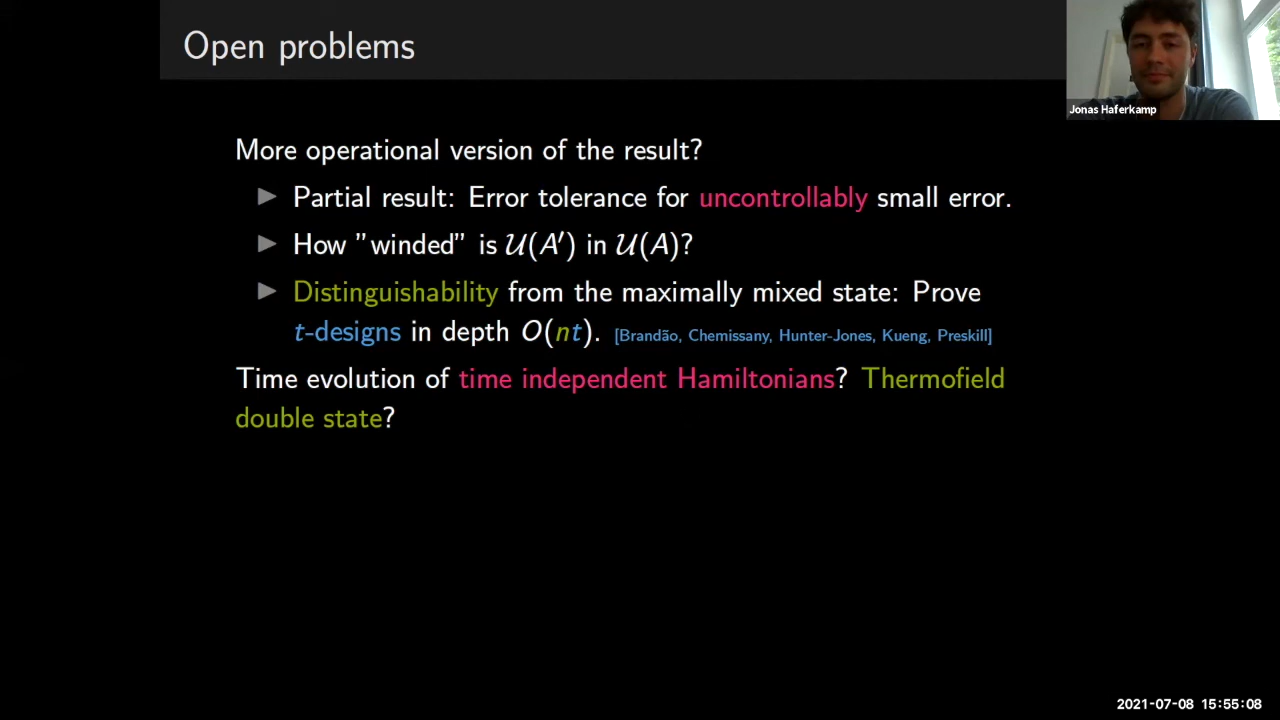 Open problems
Jonas Haferkamp
More operational version of the result?
▶ Partial result: Error tolerance for uncontrollably small error.
▶ How "winded" is 𝒰(A′) in 𝒰(A)?
▶ Distinguishability from the maximally mixed state: Prove
t-designs in depth O(nt). [Brandão, Chemissany, Hunter-Jones, Kueng, Preskill]
Time evolution of time independent Hamiltonians? Thermofield
double state?
2021-07-08 15:55:08